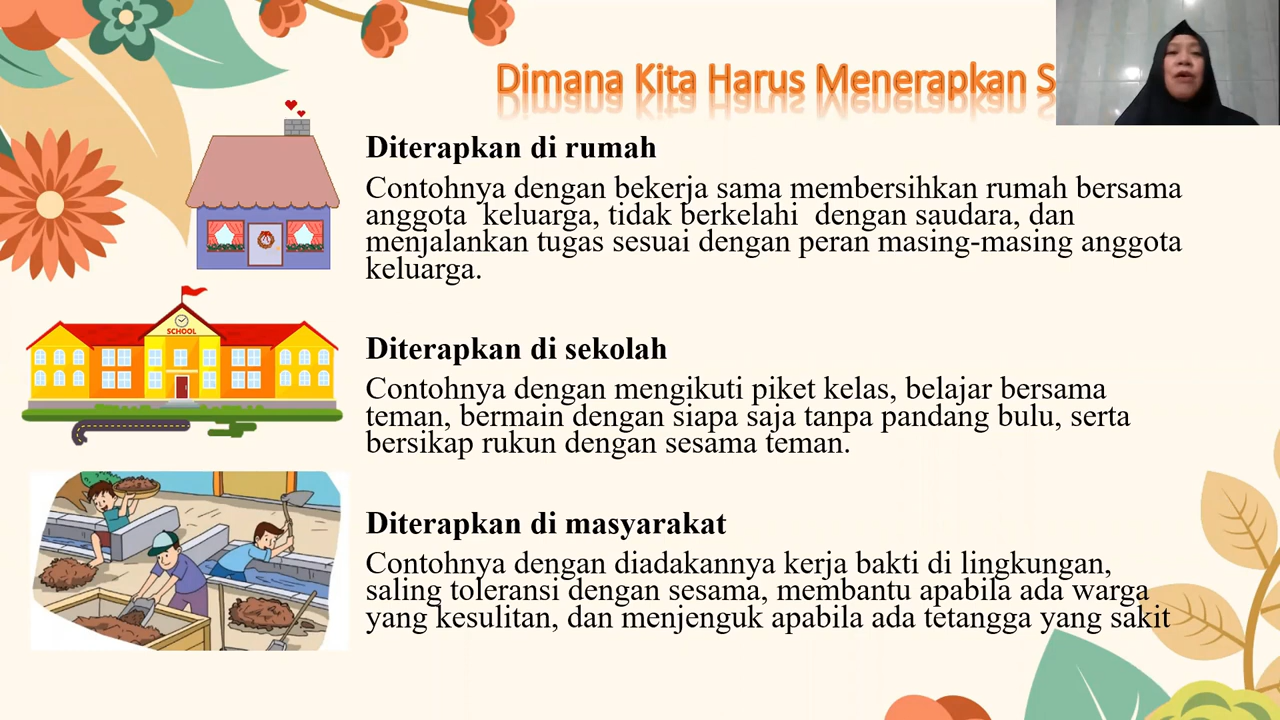 Dimana Kita Harus Menerapkan S
Diterapkan di rumah
Contohnya dengan bekerja sama membersihkan rumah bersama
anggota keluarga, tidak berkelahi dengan saudara, dan
menjalankan tugas sesuai dengan peran masing-masing anggota
keluarga.
SCHOOL
Diterapkan di sekolah
Contohnya dengan mengikuti piket kelas, belajar bersama
teman, bermain dengan siapa saja tanpa pandang bulu, serta
bersikap rukun dengan sesama teman.
Diterapkan di masyarakat
Contohnya dengan diadakannya kerja bakti di lingkungan,
saling toleransi dengan sesama, membantu apabila ada warga
yang kesulitan, dan menjenguk apabila ada tetangga yang sakit